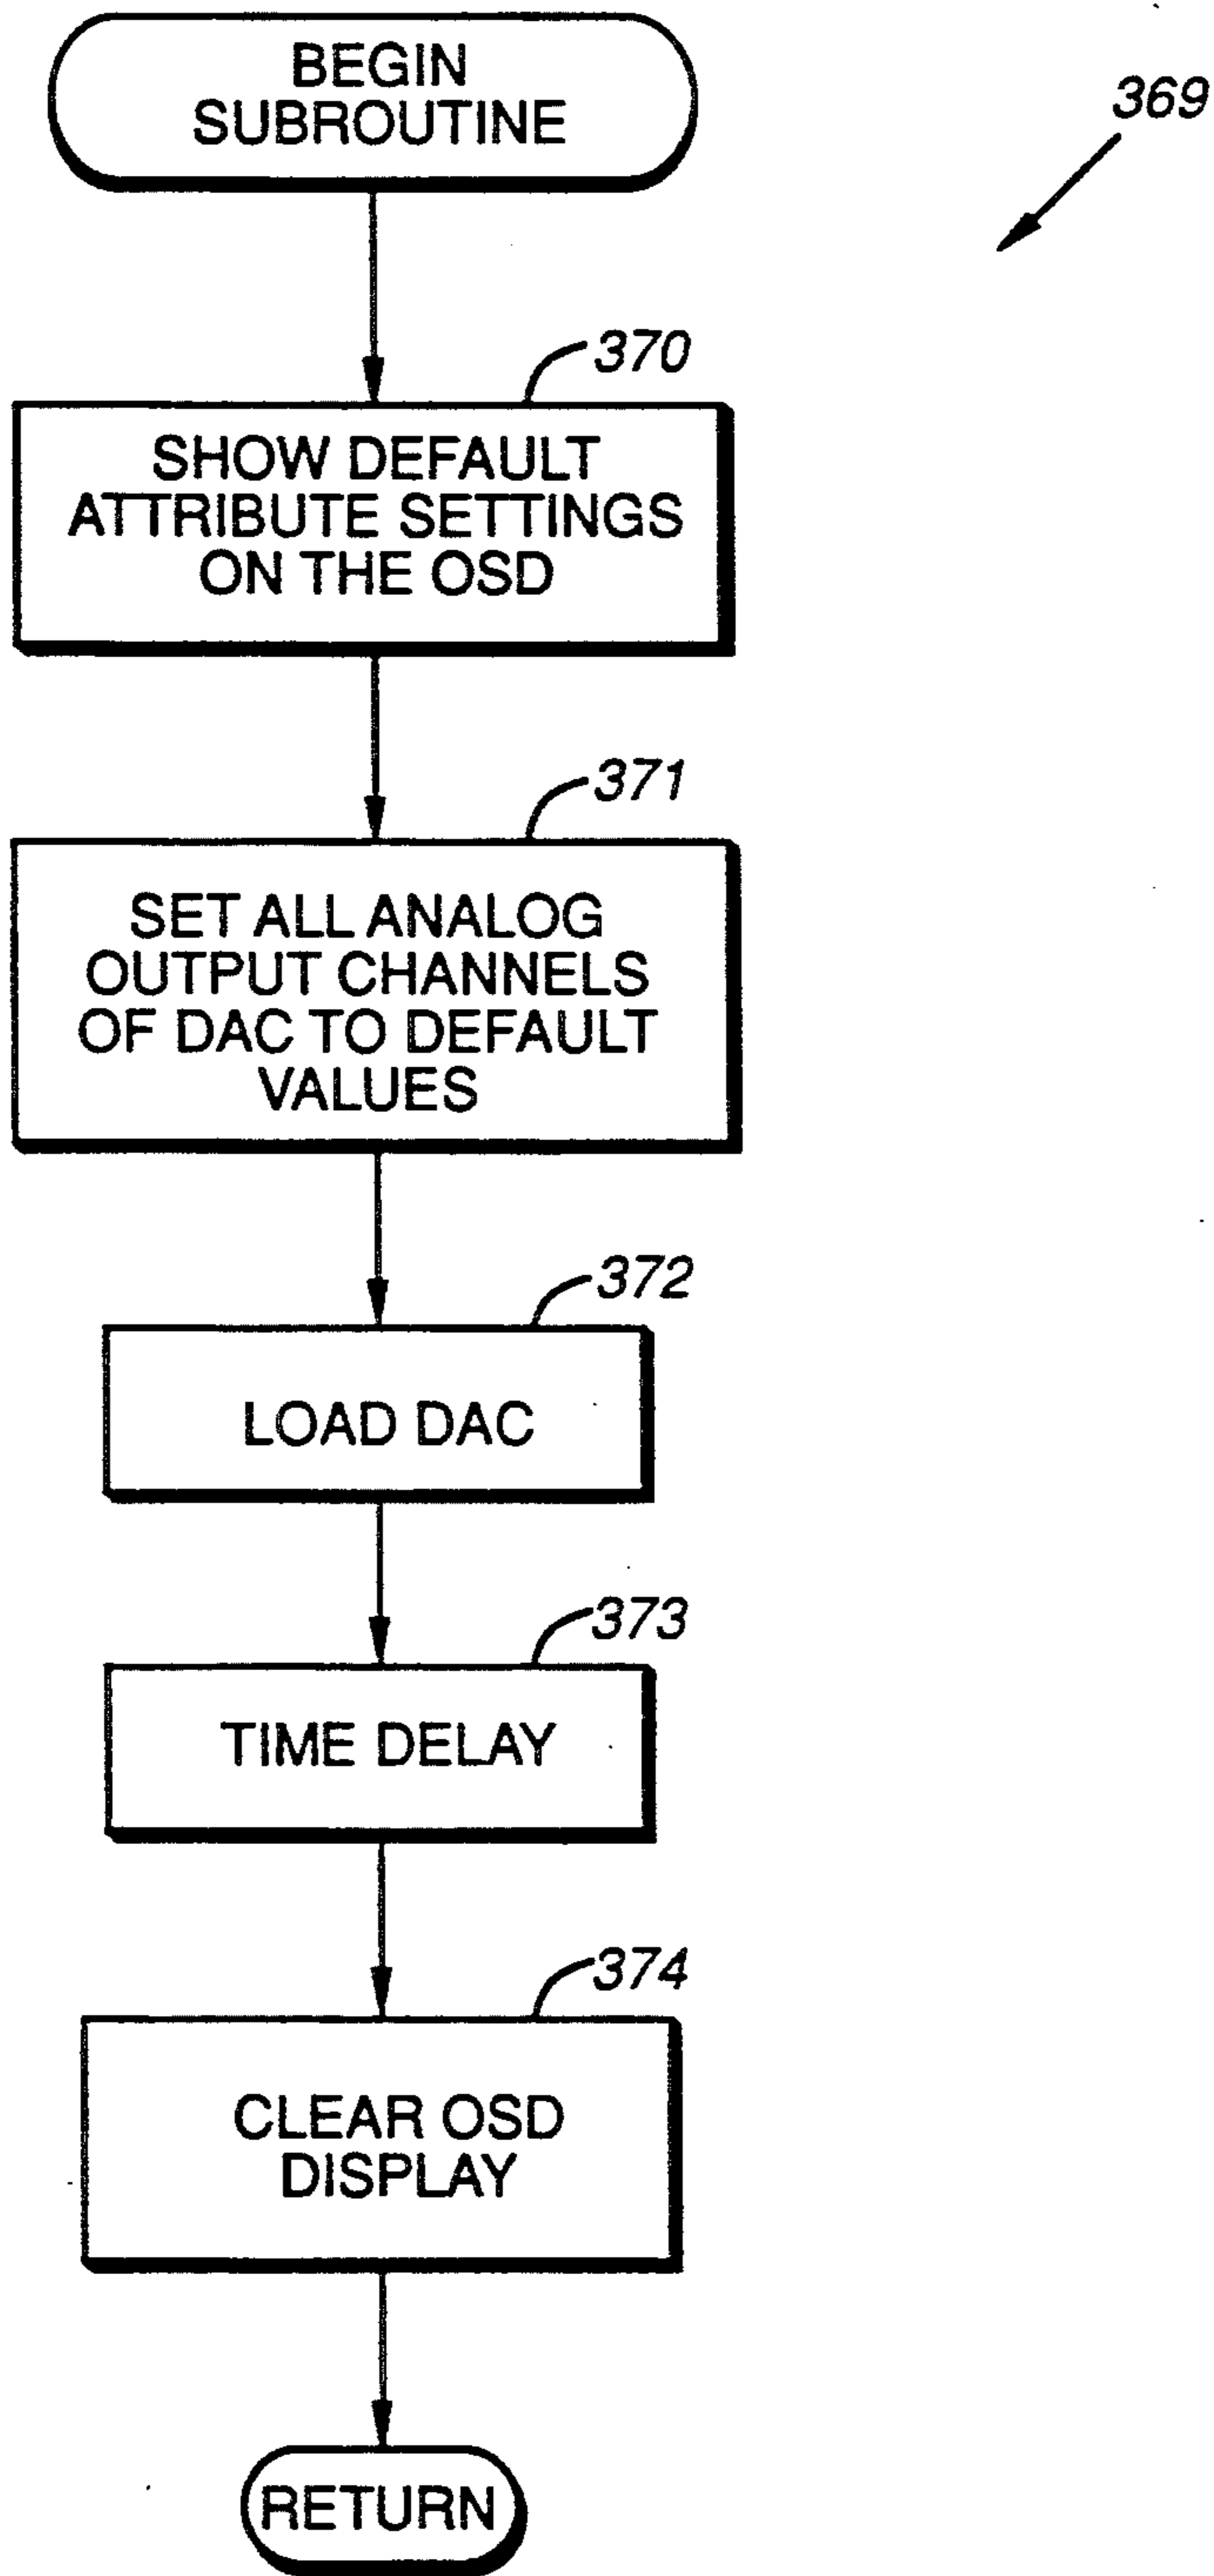 BEGIN
SUBROUTINE
369
370
SHOW DEFAULT
ATTRIBUTE SETTINGS
ON THE OSD
371
SET ALL ANALOG
OUTPUT CHANNELS
OF DAC TO DEFAULT
VALUES
372
LOAD DAC
373
TIME DELAY
374
CLEAR OSD
DISPLAY
RETURN